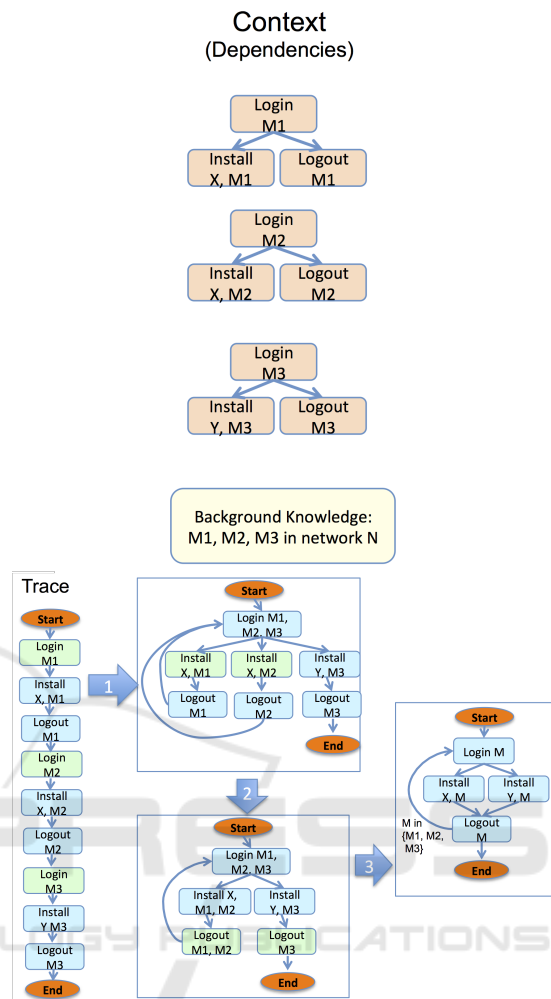 Context
(Dependencies)
Login
M1
Install
X, M1
Logout
M1
Login
M2
Install
X, M2
Logout
M2
Login
M3
Install
Y, M3
Logout
M3
Background Knowledge:
M1, M2, M3 in network N
Trace
Start
Login
M1
Install
X, M1
Logout
M1
Login
M2
Install
X, M2
Logout
M2
Login
M3
Install
Y M3
Logout
M3
End
1
Start
Login M1,
M2, M3
Install
X, M1
Install
X, M2
Install
Y, M3
Logout
M1
Logout
M2
Logout
M3
End
2
Start
Login M1,
M2, M3
Install X,
M1, M2
Install
Y, M3
Logout
M1, M2
Logout
M3
End
3
Start
Login M
Install
X, M
Install
Y, M
Logout
M
M in
{M1, M2,
M3}
End
PRESS
LOGY PUBLICATIONS